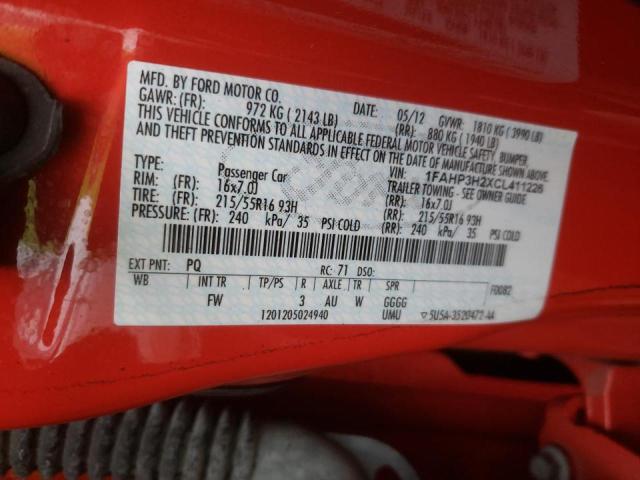 MFD. BY FORD MOTOR CO.
DATE: 05/12 GVWR: 1810 KG (3990 LB)
GAWR: (FR): 972 KG (2143 LB) (RR): 880 KG (1940 LB)
THIS VEHICLE CONFORMS TO ALL APPLICABLE FEDERAL MOTOR VEHICLE SAFETY, BUMPER
AND THEFT PREVENTION STANDARDS IN EFFECT ON THE DATE OF MANUFACTURE SHOWN ABOVE.
VIN: 1FAHP3H2XCL411226
TYPE: Passenger Car TRAILER TOWING - SEE OWNER GUIDE
RIM: (FR): 16x7.0J (RR): 16x7.0J
TIRE: (FR): 215/55R16 93H (RR): 215/55R16 93H
PRESSURE: (FR): 240 kPa/ 35 PSI COLD (RR): 240 kPa/ 35 PSI COLD
EXT PNT: PQ RC: 71 DSO:
F0082
WB INT TR TP/PS R AXLE TR SPR
FW 3 AU W GGGG
1201205024940 UMU ▽5U5A-3520472-AA